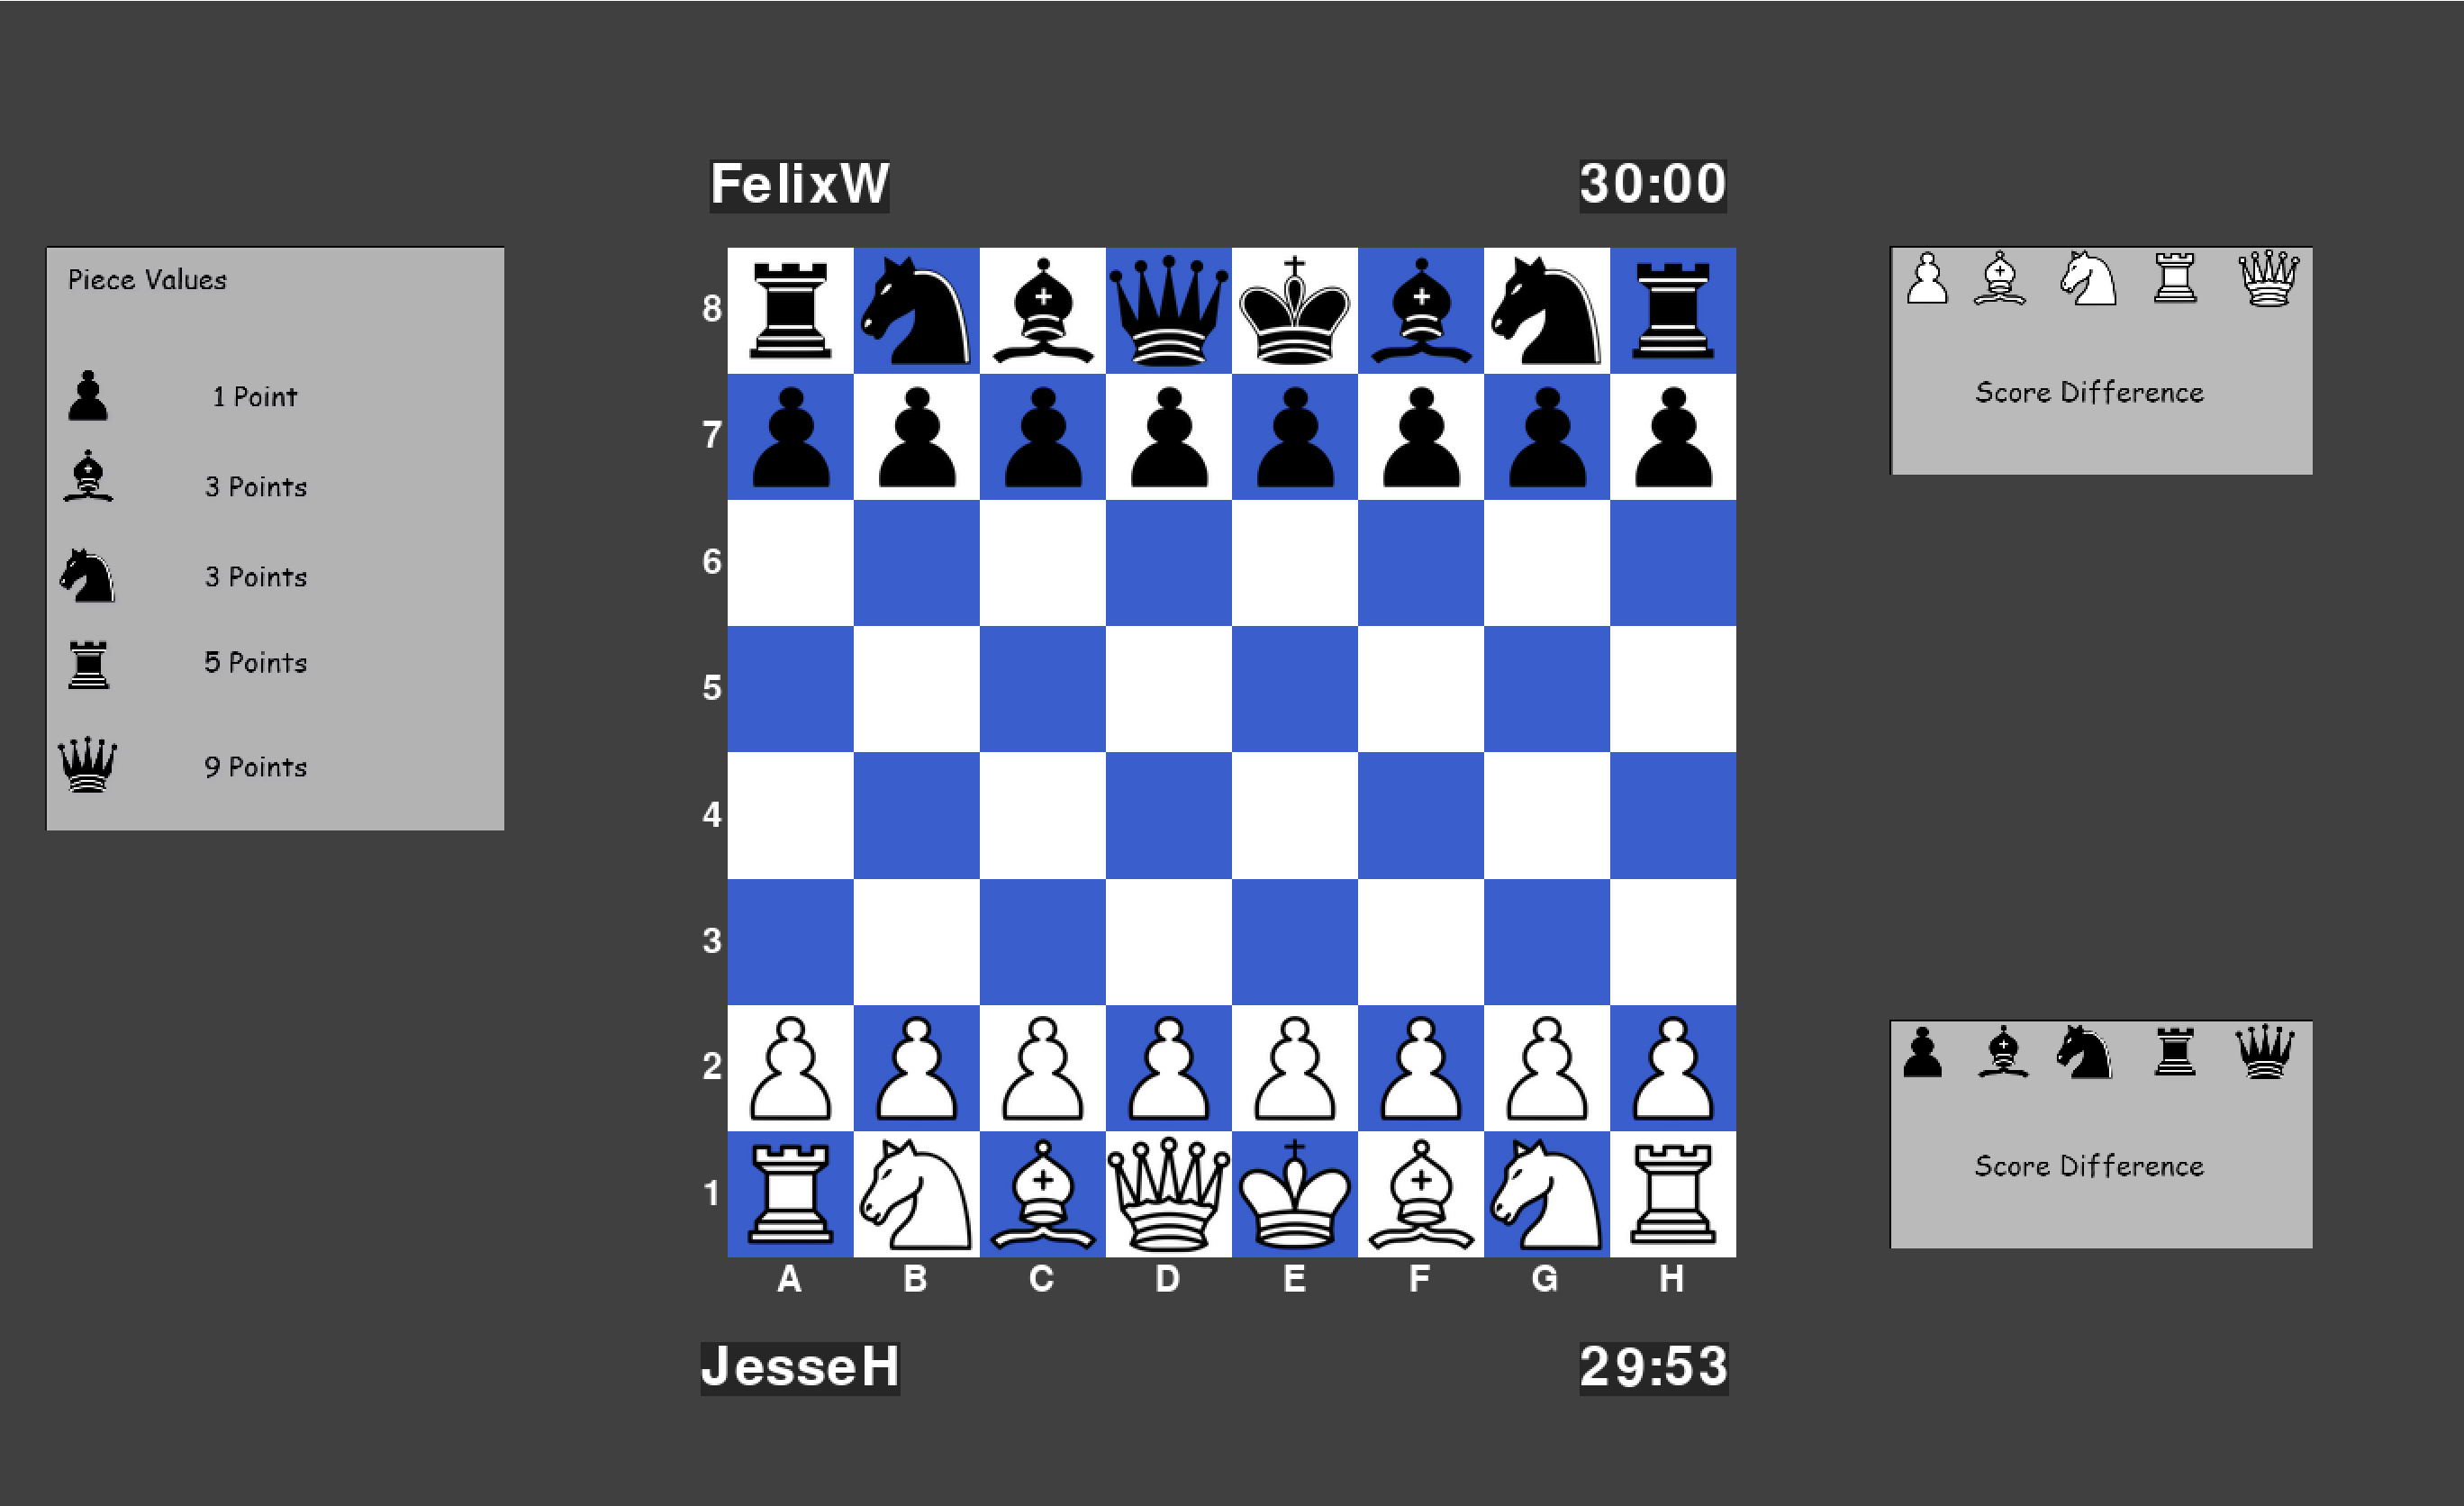 FelixW 30:00
Piece Values
1 Point
3 Points
3 Points
5 Points
9 Points
8
7
6
5
4
3
2
1
A B C D E F G H
Score Difference
Score Difference
JesseH 29:53